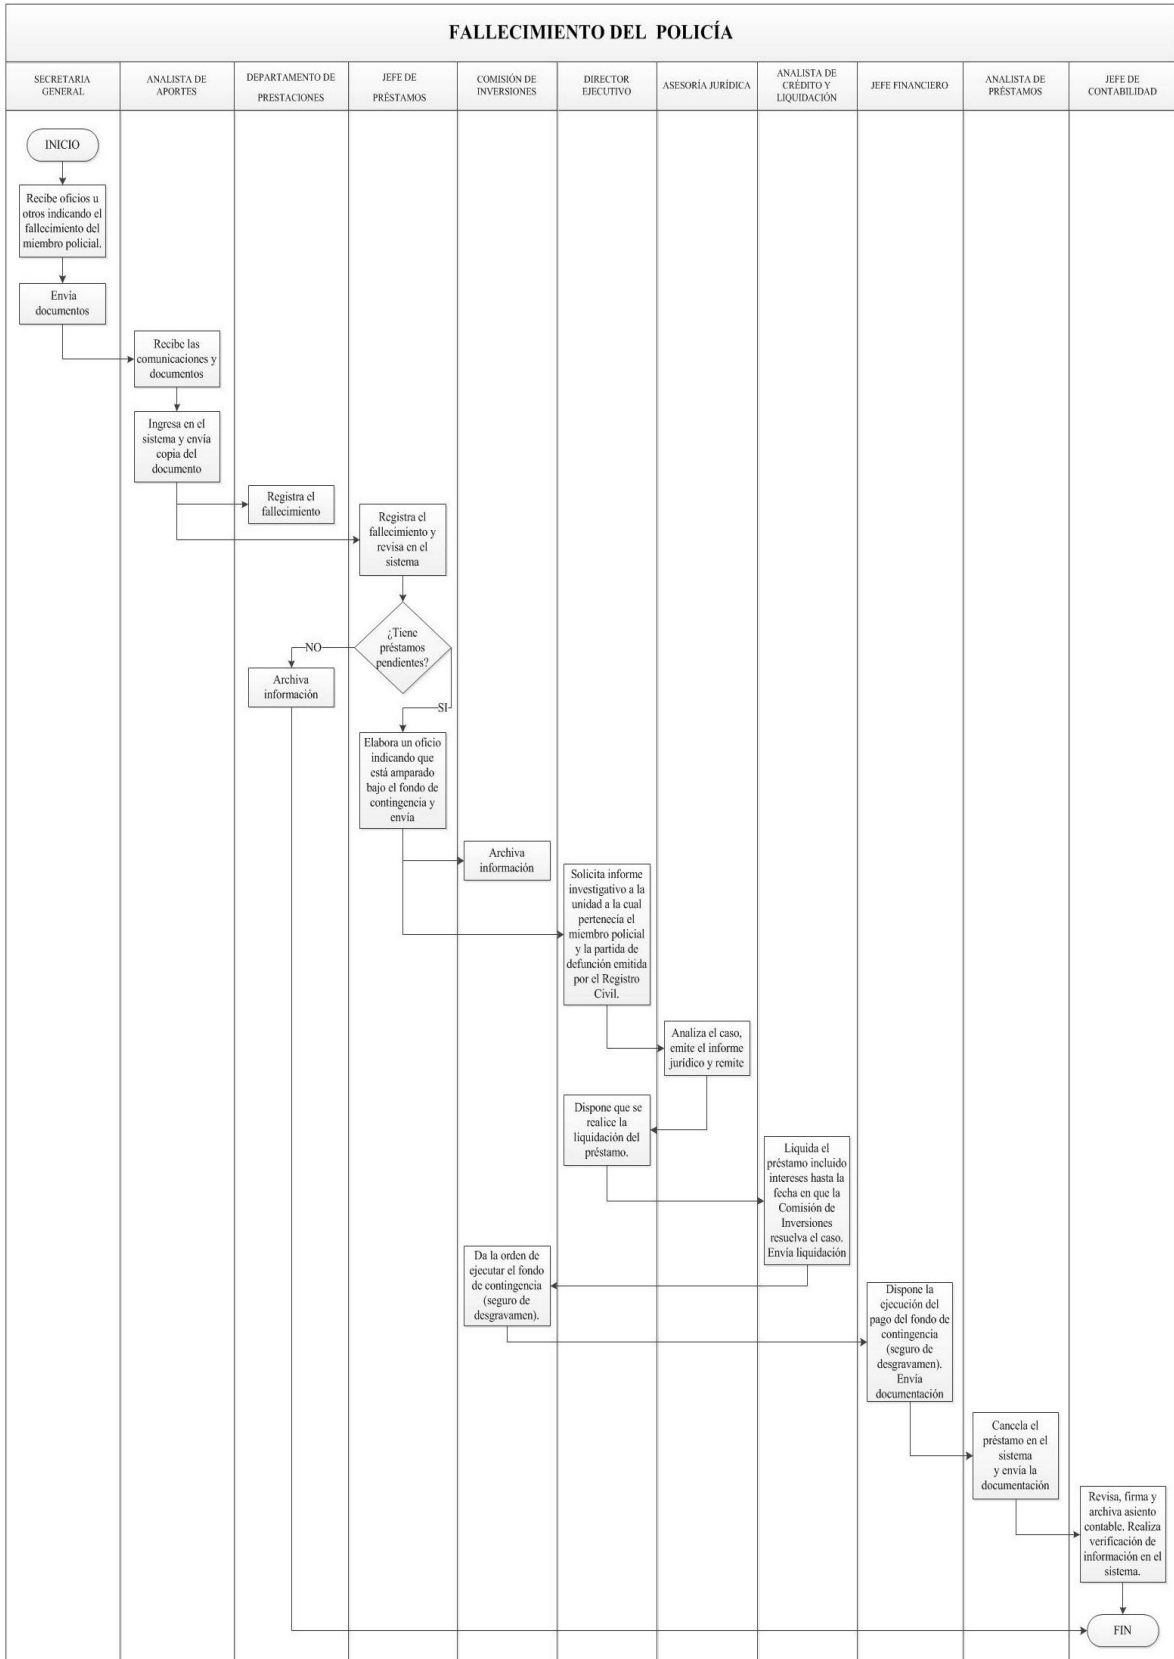 FALLECIMIENTO DEL POLICÍA
SECRETARIA
GENERAL
ANALISTA DE
APORTES
DEPARTAMENTO DE
PRESTACIONES
JEFE DE
PRÉSTAMOS
COMISIÓN DE
INVERSIONES
DIRECTOR
EJECUTIVO
ASESORÍA JURÍDICA
ANALISTA DE
CRÉDITO Y
LIQUIDACIÓN
JEFE FINANCIERO
ANALISTA DE
PRÉSTAMOS
JEFE DE
CONTABILIDAD
INICIO
Recibe oficios u
otros indicando el
fallecimiento del
miembro policial.
Envía
documentos
Recibe las
comunicaciones y
documentos
Ingresa en el
sistema y envía
copia del
documento
Registra el
fallecimiento
Registra el
fallecimiento y
revisa en el
sistema
¿Tiene
préstamos
pendientes?
NO
Archiva
información
SI
Elabora un oficio
indicando que
está amparado
bajo el fondo de
contingencia y
envía
Archiva
información
Solicita informe
investigativo a la
unidad a la cual
pertenecía el
miembro policial
y la partida de
defunción emitida
por el Registro
Civil.
Analiza el caso,
emite el informe
jurídico y remite
Dispone que se
realice la
liquidación del
préstamo.
Liquida el
préstamo incluido
intereses hasta la
fecha en que la
Comisión de
Inversiones
resuelva el caso.
Envía liquidación
Da la orden de
ejecutar el fondo
de contingencia
(seguro de
desgravamen).
Dispone la
ejecución del
pago del fondo de
contingencia
(seguro de
desgravamen).
Envía
documentación
Cancela el
préstamo en el
sistema
y envía la
documentación
Revisa, firma y
archiva asiento
contable. Realiza
verificación de
información en el
sistema.
FIN